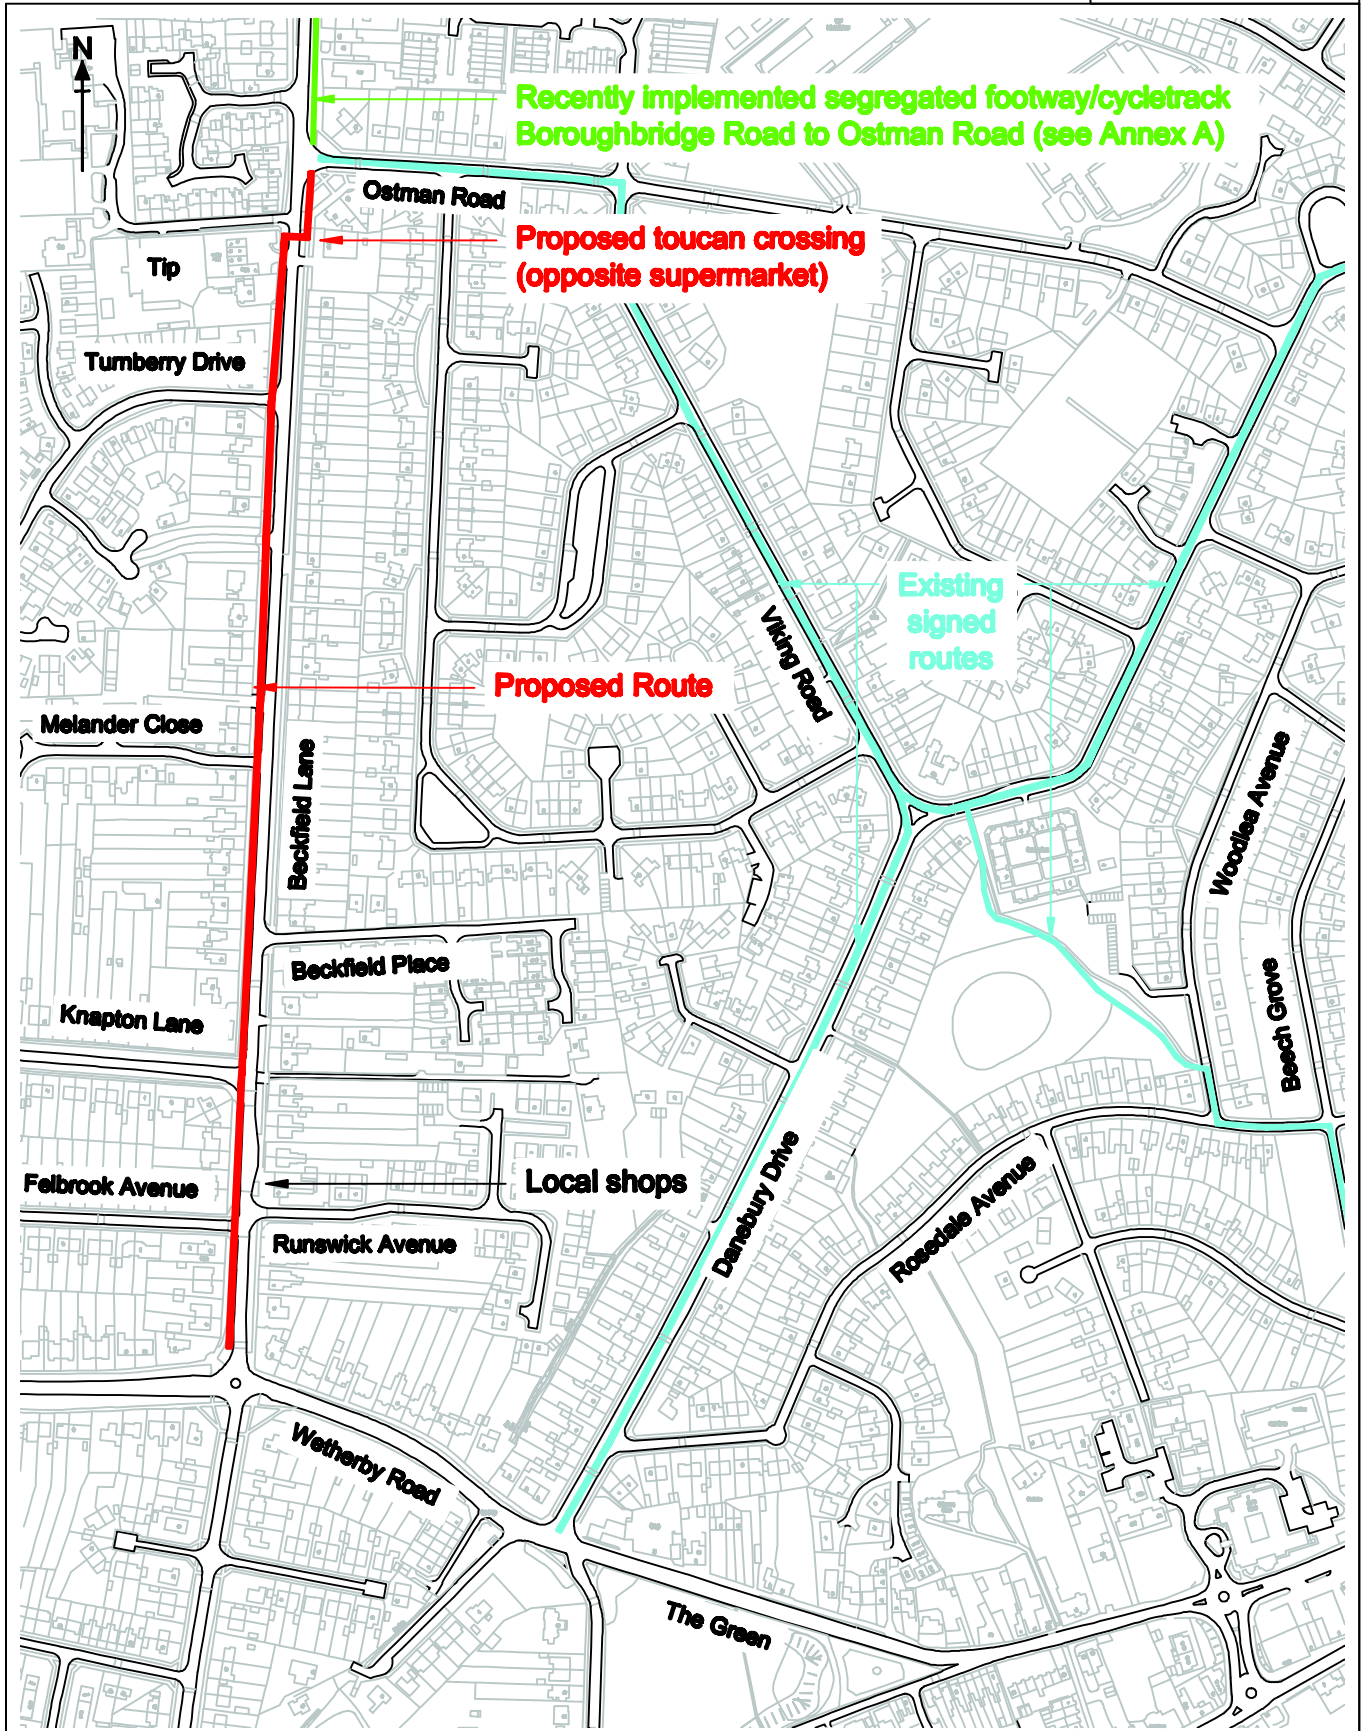 N
Recently implemented segregated footway/cycletrack
Boroughbridge Road to Ostman Road (see Annex A)
Ostman Road
Proposed toucan crossing
(opposite supermarket)
Tip
Turnberry Drive
Existing
signed
routes
Viking Road
Proposed Route
Melander Close
Beckfield Lane
Woodlea Avenue
Beckfield Place
Knapton Lane
Beech Grove
Danebury Drive
Rosedale Avenue
Felbrook Avenue
Local shops
Runswick Avenue
Wetherby Road
The Green